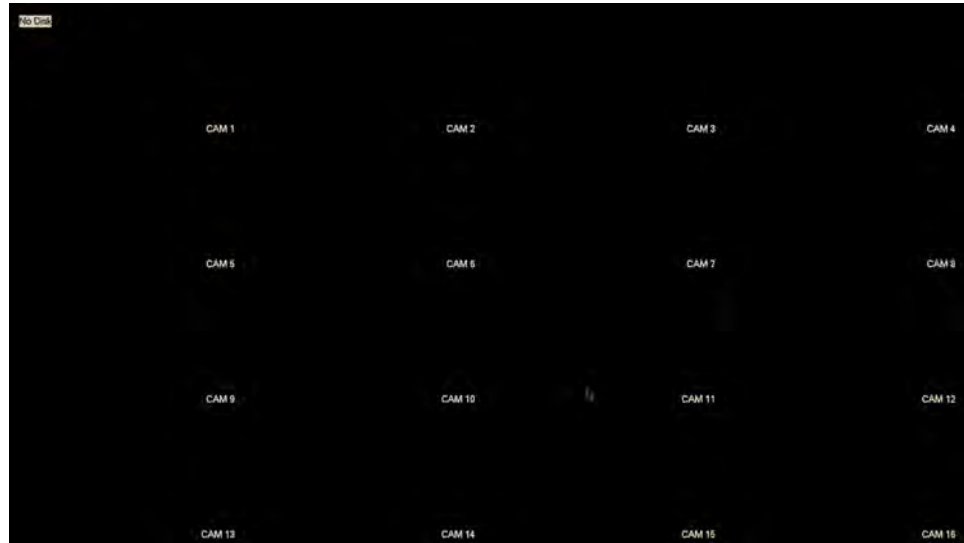 No Disk
CAM 1 CAM 2 CAM 3 CAM 4
CAM 5 CAM 6 CAM 7 CAM 8
CAM 9 CAM 10 CAM 11 CAM 12
CAM 13 CAM 14 CAM 15 CAM 16